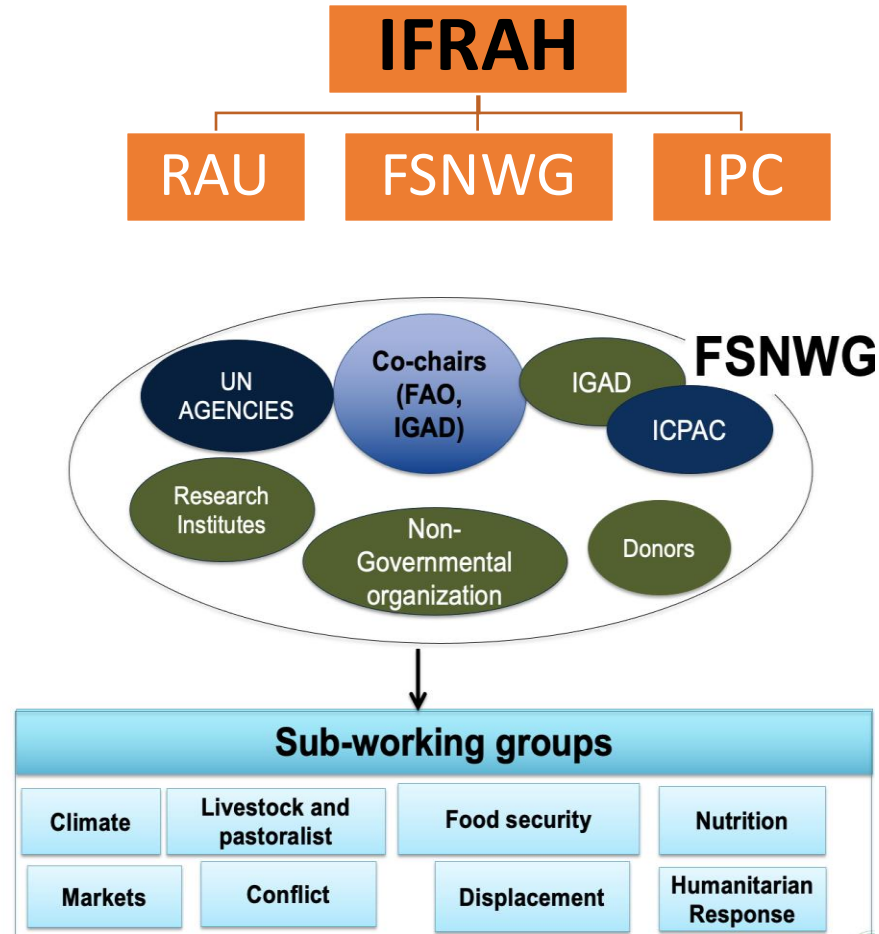 IFRAH
RAU
FSNWG
IPC
FSNWG
UN
AGENCIES
Co-chairs
(FAO,
IGAD)
IGAD
ICPAC
Research
Institutes
Non-
Governmental
organization
Donors
Sub-working groups
Climate
Livestock and
pastoralist
Food security
Nutrition
Markets
Conflict
Displacement
Humanitarian
Response